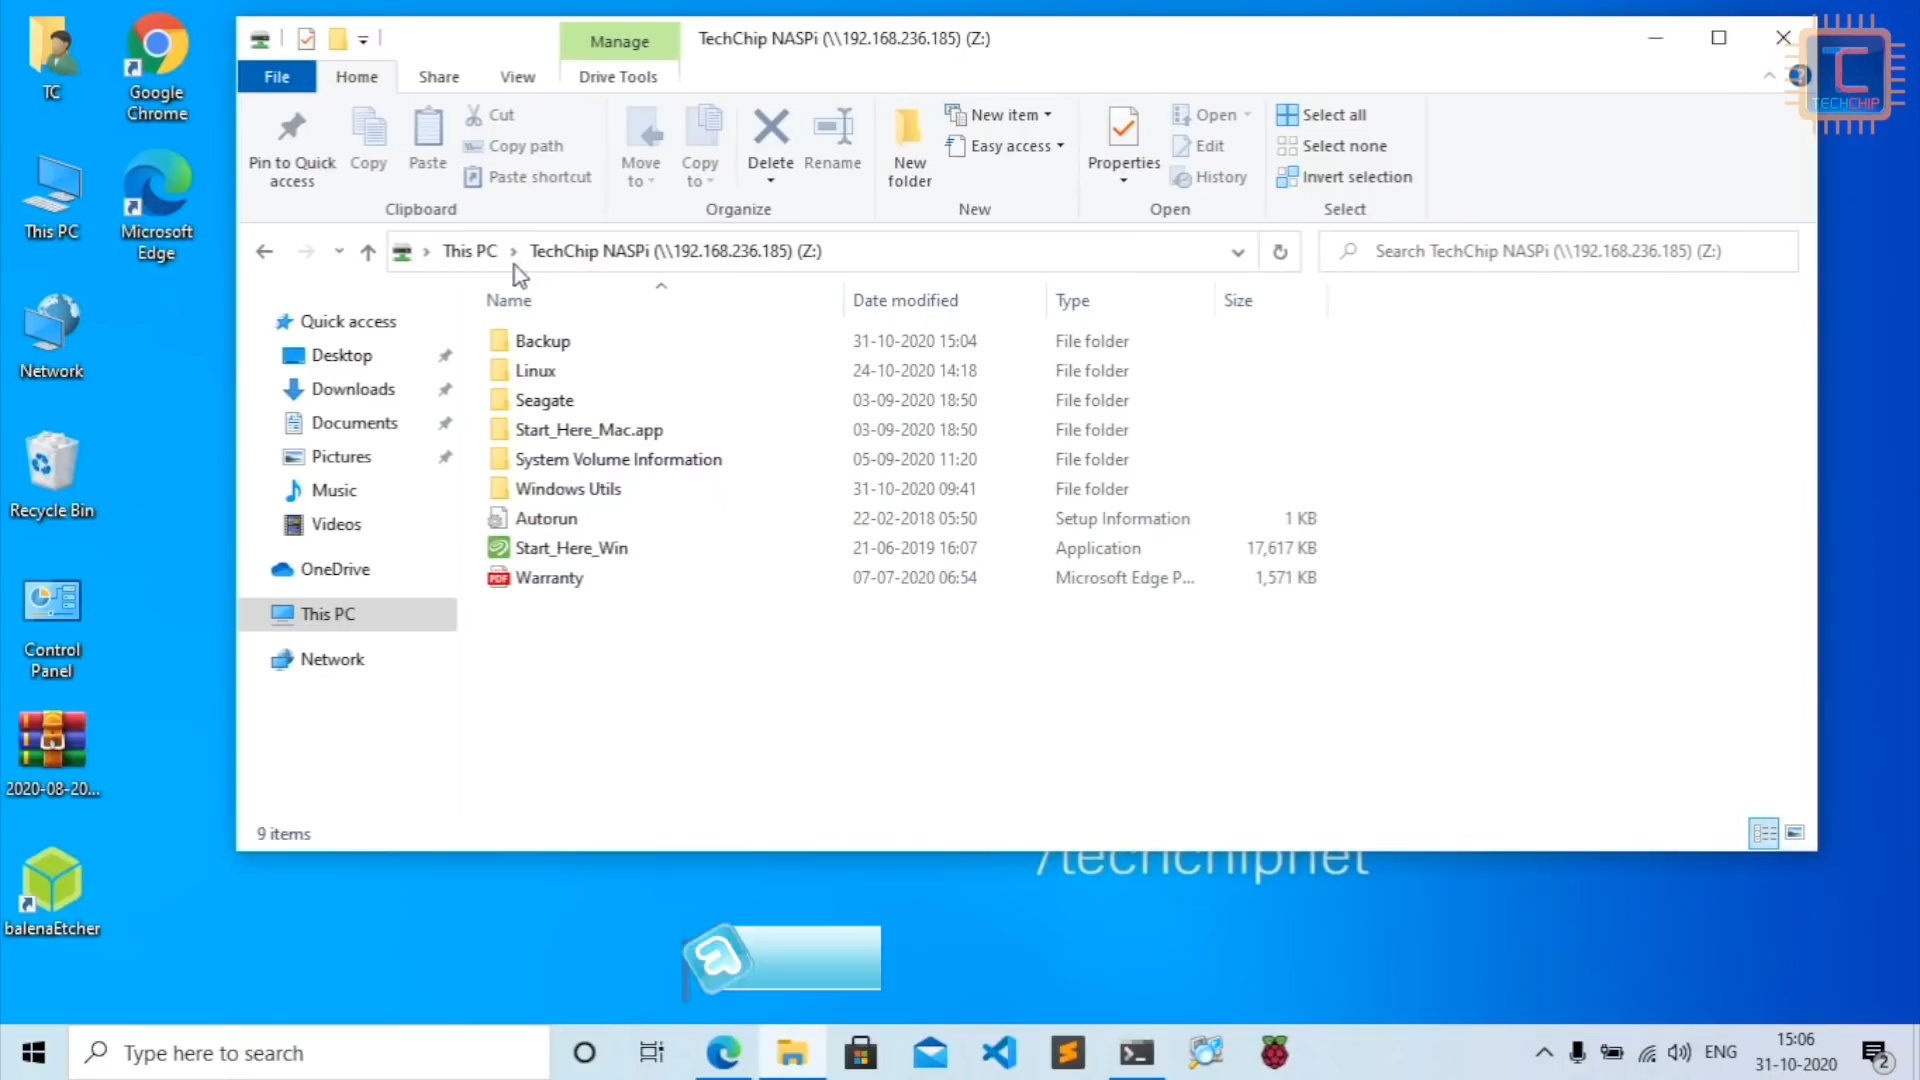 TechChip NASPi (\\192.168.236.185) (Z:)
Manage
File
Home
Share
View
Drive Tools
Pin to Quick access
Copy
Paste
Cut
Copy path
Paste shortcut
Clipboard
Move to
Copy to
Delete
Rename
Organize
New folder
New item
Easy access
New
Properties
Open
Edit
History
Open
Select all
Select none
Invert selection
Select
This PC > TechChip NASPi (\\192.168.236.185) (Z:)
Search TechChip NASPi (\\192.168.236.185) (Z:)
Name Date modified Type Size
Backup 31-10-2020 15:04 File folder
Linux 24-10-2020 14:18 File folder
Seagate 03-09-2020 18:50 File folder
Start_Here_Mac.app 03-09-2020 18:50 File folder
System Volume Information 05-09-2020 11:20 File folder
Windows Utils 31-10-2020 09:41 File folder
Autorun 22-02-2018 05:50 Setup Information 1 KB
Start_Here_Win 21-06-2019 16:07 Application 17,617 KB
PDF
Warranty 07-07-2020 06:54 Microsoft Edge P... 1,571 KB
Quick access
Desktop
Downloads
Documents
Pictures
Music
Videos
OneDrive
This PC
Network
9 items
TC
Google Chrome
This PC
Microsoft Edge
Network
Recycle Bin
Control Panel
2020-08-20...
balenaEtcher
/techchipnet
TC
TECHCHIP
Type here to search
ENG
15:06
31-10-2020
2